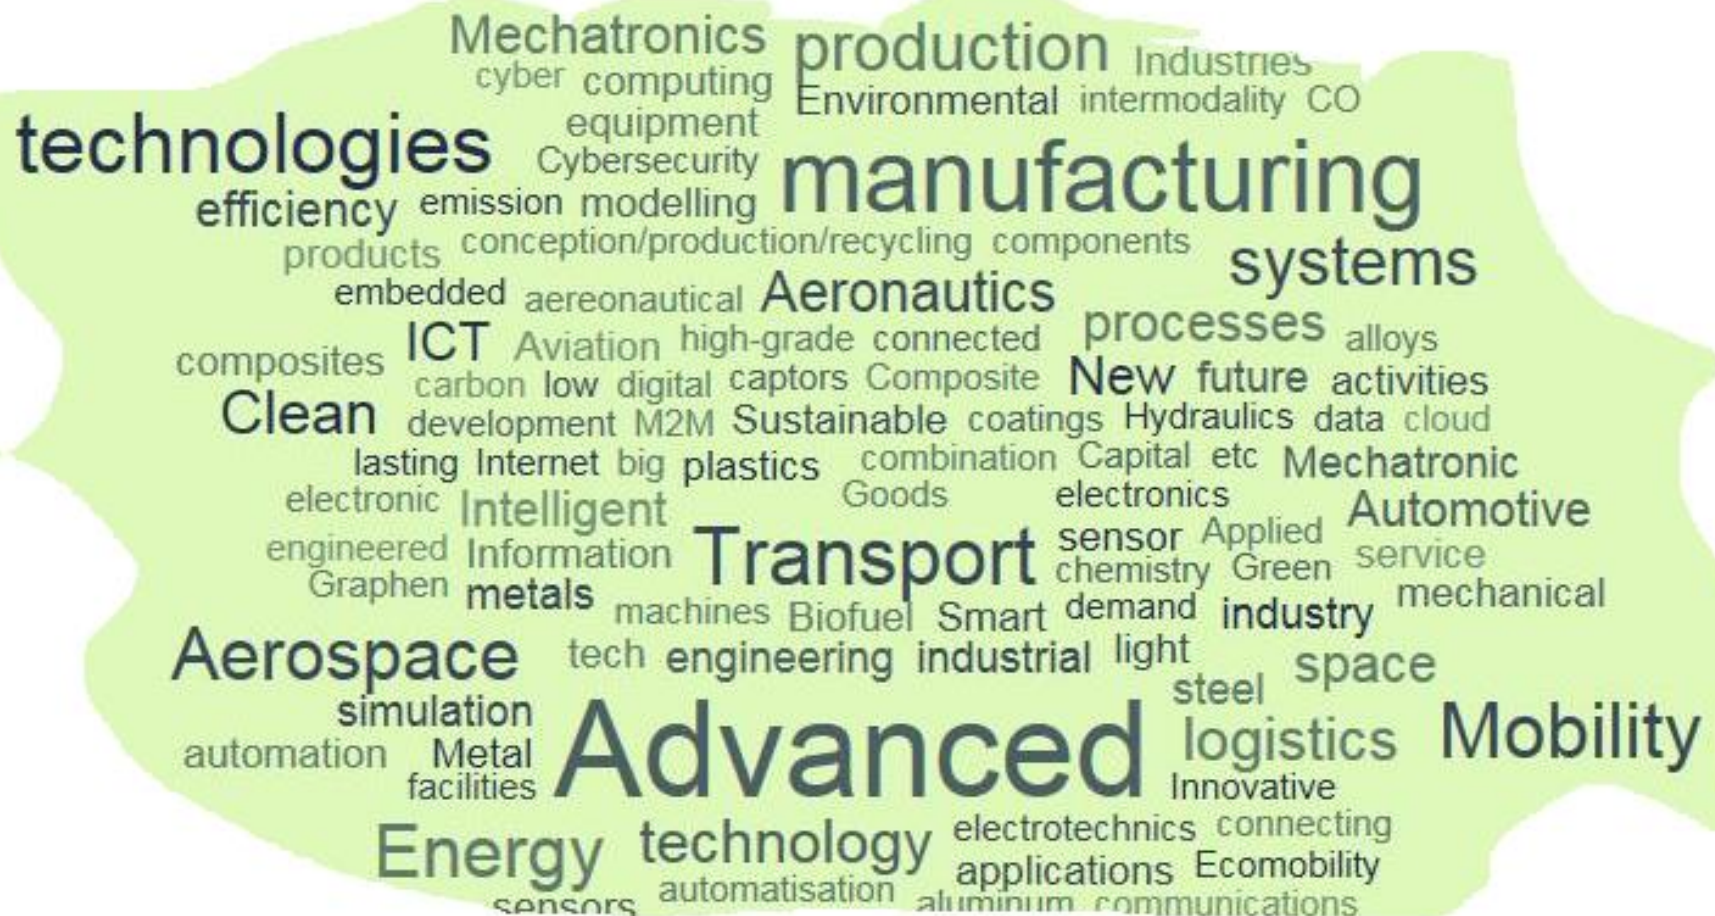 Mechatronics production Industries
cyber computing
Environmental intermodality CO
equipment
technologies Cybersecurity manufacturing
efficiency emission modelling
products conception/production/recycling components systems
embedded aereonautical Aeronautics
processes alloys
composites ICT Aviation high-grade connected
carbon low digital captors Composite New future activities
Clean development M2M Sustainable coatings Hydraulics data cloud
lasting Internet big plastics combination Capital etc Mechatronic
electronic Intelligent Goods electronics Automotive
engineered Information Transport sensor Applied service
Graphen metals chemistry Green mechanical
machines Biofuel Smart demand industry
Aerospace tech engineering industrial light space
steel
simulation Advanced logistics Mobility
automation Metal
facilities Innovative
Energy technology electrotechnics connecting
applications Ecomobility
sensors automatisation aluminum communications